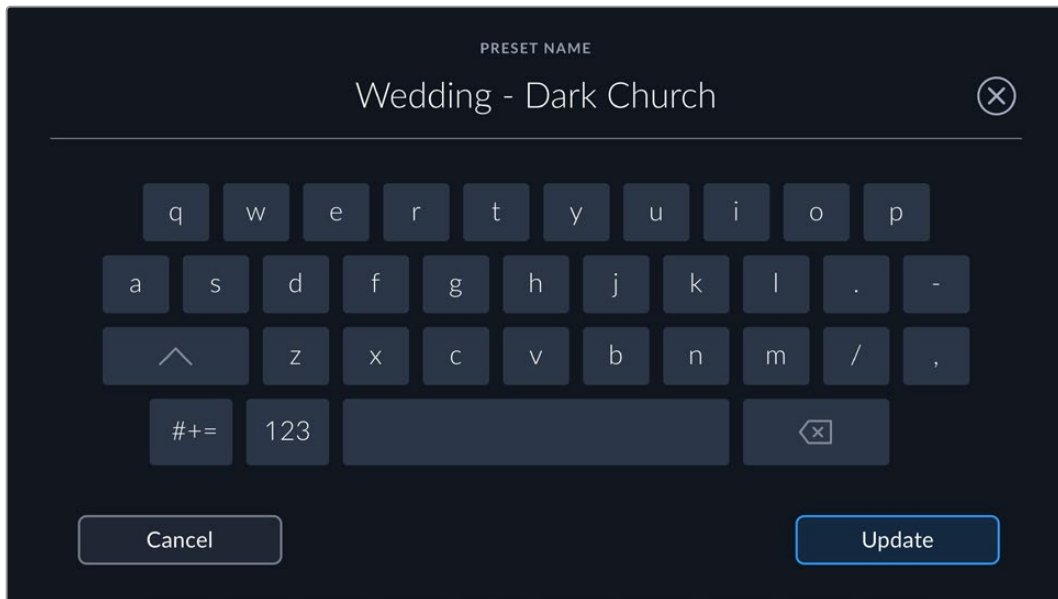 PRESET NAME
Wedding - Dark Church
q w e r t y u i o p
a s d f g h j k l . -
z x c v b n m / ,
#+= 123
Cancel Update